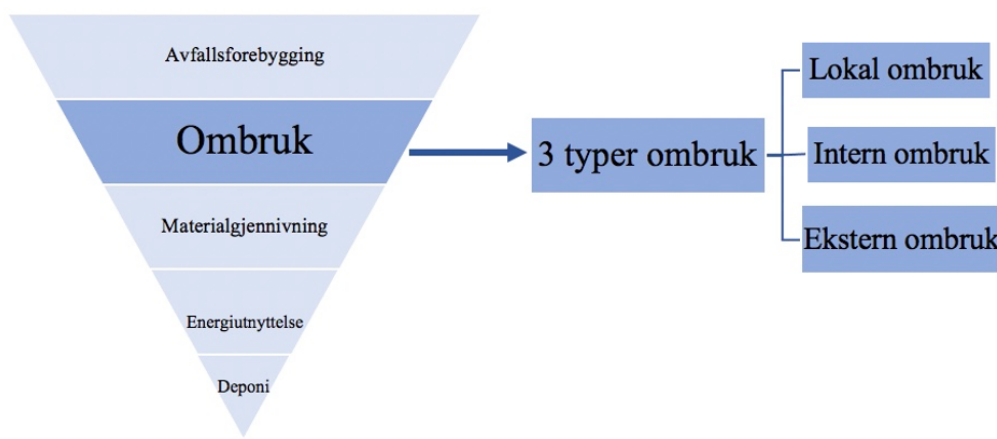 Avfallsforebygging
Ombruk
Materialgjennivning
Energiutnyttelse
Deponi
3 typer ombruk
Lokal ombruk
Intern ombruk
Ekstern ombruk